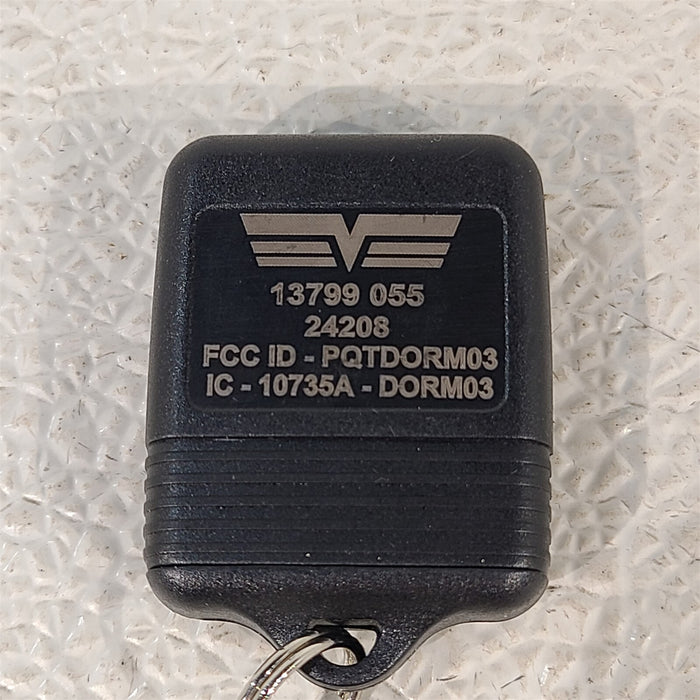 13799 055
24208
FCC ID - PQTDORM03
IC - 10735A - DORM03